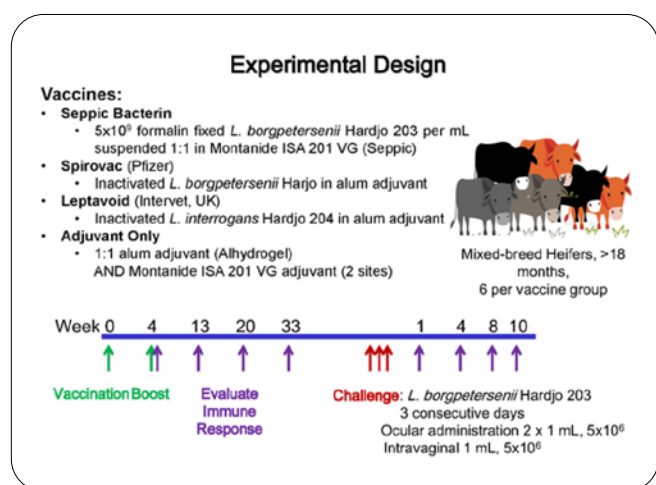 Experimental Design
Vaccines:
• Seppic Bacterin
• 5x10⁹ formalin fixed L. borgpetersenii Hardjo 203 per mL
suspended 1:1 in Montanide ISA 201 VG (Seppic)
• Spirovac (Pfizer)
• Inactivated L. borgpetersenii Harjo in alum adjuvant
• Leptavoid (Intervet, UK)
• Inactivated L. interrogans Hardjo 204 in alum adjuvant
• Adjuvant Only
• 1:1 alum adjuvant (Alhydrogel)
AND Montanide ISA 201 VG adjuvant (2 sites)
Mixed-breed Heifers, >18
months,
6 per vaccine group
Week 0 4 13 20 33 1 4 8 10
Vaccination Boost
Evaluate
Immune
Response
Challenge: L. borgpetersenii Hardjo 203
3 consecutive days
Ocular administration 2 x 1 mL, 5x10⁶
Intravaginal 1 mL, 5x10⁶